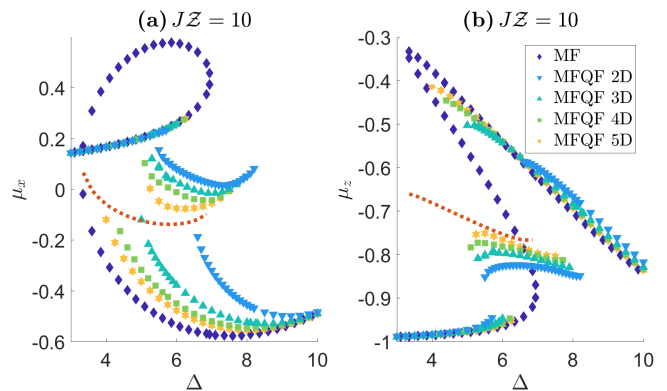 (a) J𝒵 = 10
0.4
0.2
0
-0.2
-0.4
-0.6
4 6 8 10
μx
Δ
(b) J𝒵 = 10
-0.3
-0.4
-0.5
-0.6
-0.7
-0.8
-0.9
-1
4 6 8 10
μz
Δ
MF
MFQF 2D
MFQF 3D
MFQF 4D
MFQF 5D